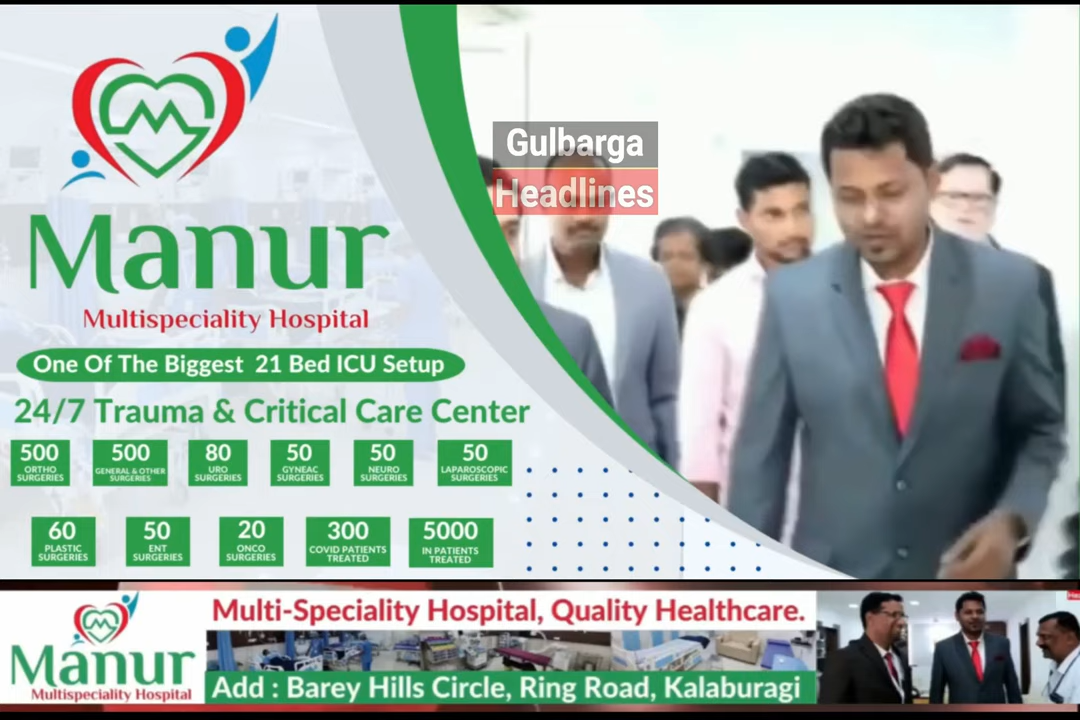 Gulbarga
Headlines
Manur
Multispeciality Hospital
One Of The Biggest 21 Bed ICU Setup
24/7 Trauma & Critical Care Center
500
ORTHO
SURGERIES
500
GENERAL & OTHER
SURGERIES
80
URO
SURGERIES
50
GYNEAC
SURGERIES
50
NEURO
SURGERIES
50
LAPAROSCOPIC
SURGERIES
60
PLASTIC
SURGERIES
50
ENT
SURGERIES
20
ONCO
SURGERIES
300
COVID PATIENTS
TREATED
5000
IN PATIENTS
TREATED
Manur
Multispeciality Hospital
Multi-Speciality Hospital, Quality Healthcare.
Add : Barey Hills Circle, Ring Road, Kalaburagi